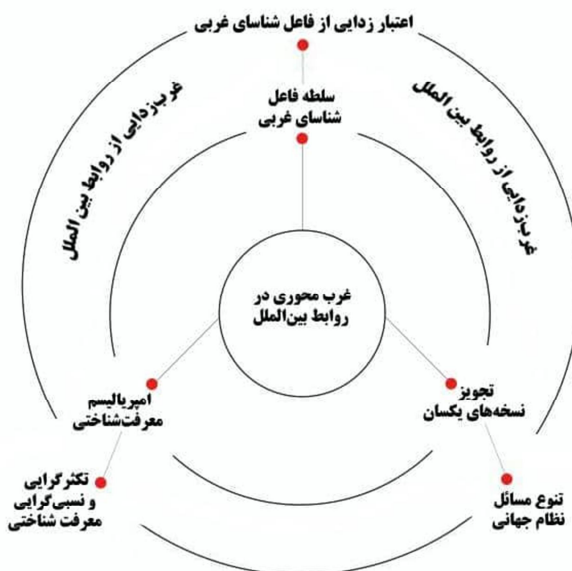 اعتبار زدایی از فاعل شناسای غربی
غرب‌زدایی از روابط بین الملل
غرب‌زدایی از روابط بین الملل
سلطه فاعل
شناسای غربی
غرب محوری در
روابط بین‌الملل
تجویز
نسخه‌های یکسان
امپریالیسم
معرفت‌شناختی
تنوع مسائل
نظام جهانی
تکثرگرایی
و نسبی‌گرایی
معرفت شناختی